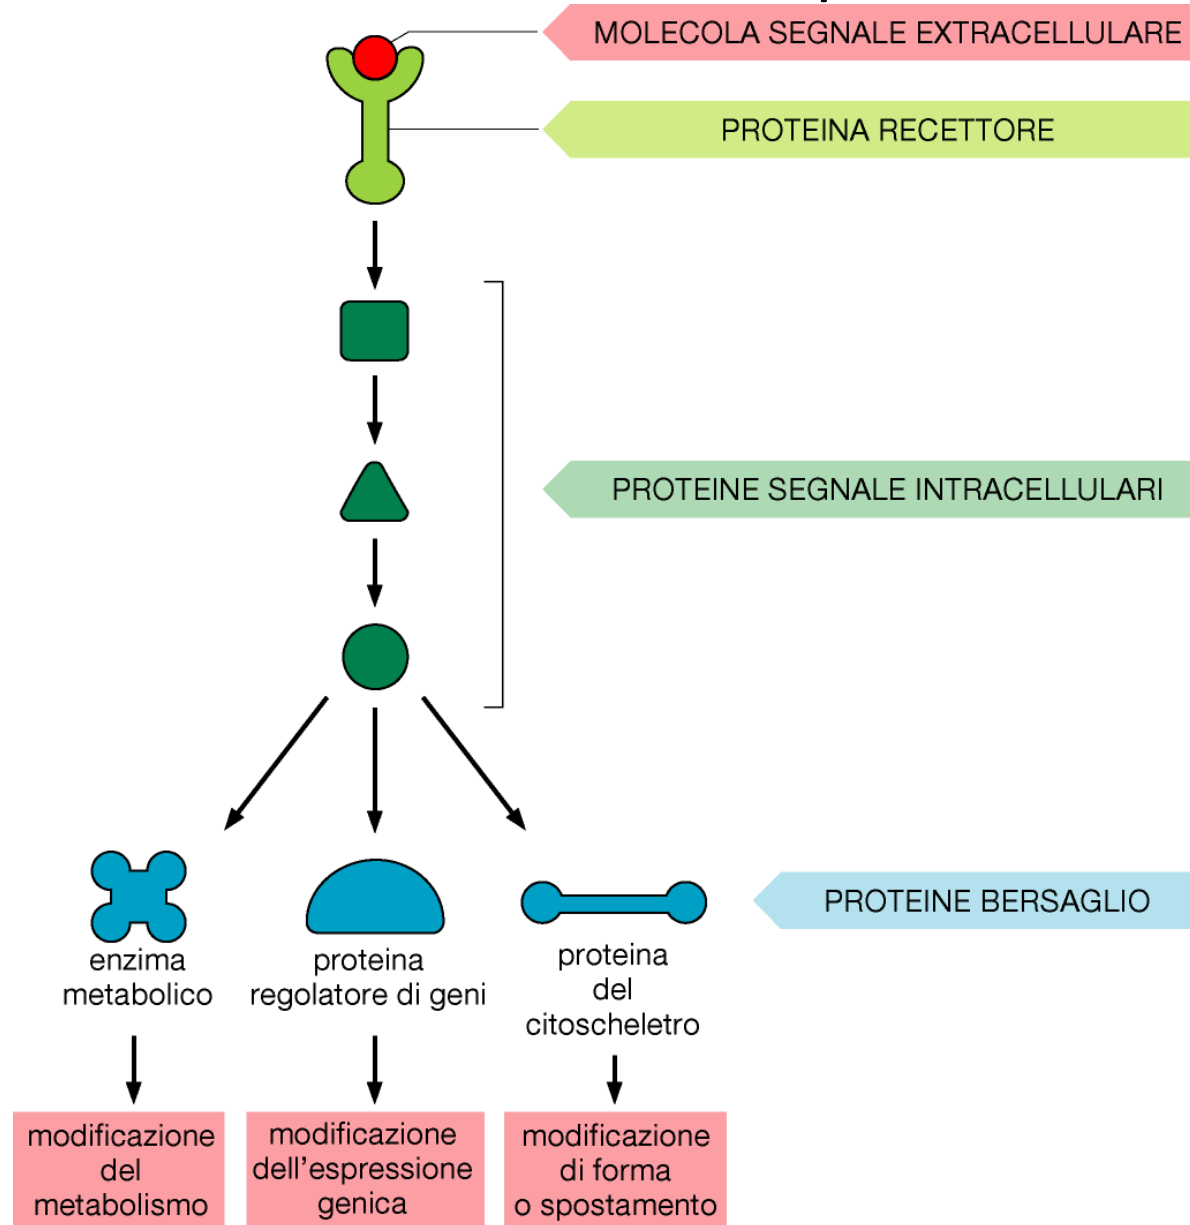 MOLECOLA SEGNALE EXTRACELLULARE
PROTEINA RECETTORE
PROTEINE SEGNALE INTRACELLULARI
PROTEINE BERSAGLIO
enzima
metabolico
proteina
regolatore di geni
proteina
del
citoscheletro
modificazione
del
metabolismo
modificazione
dell'espressione
genica
modificazione
di forma
o spostamento